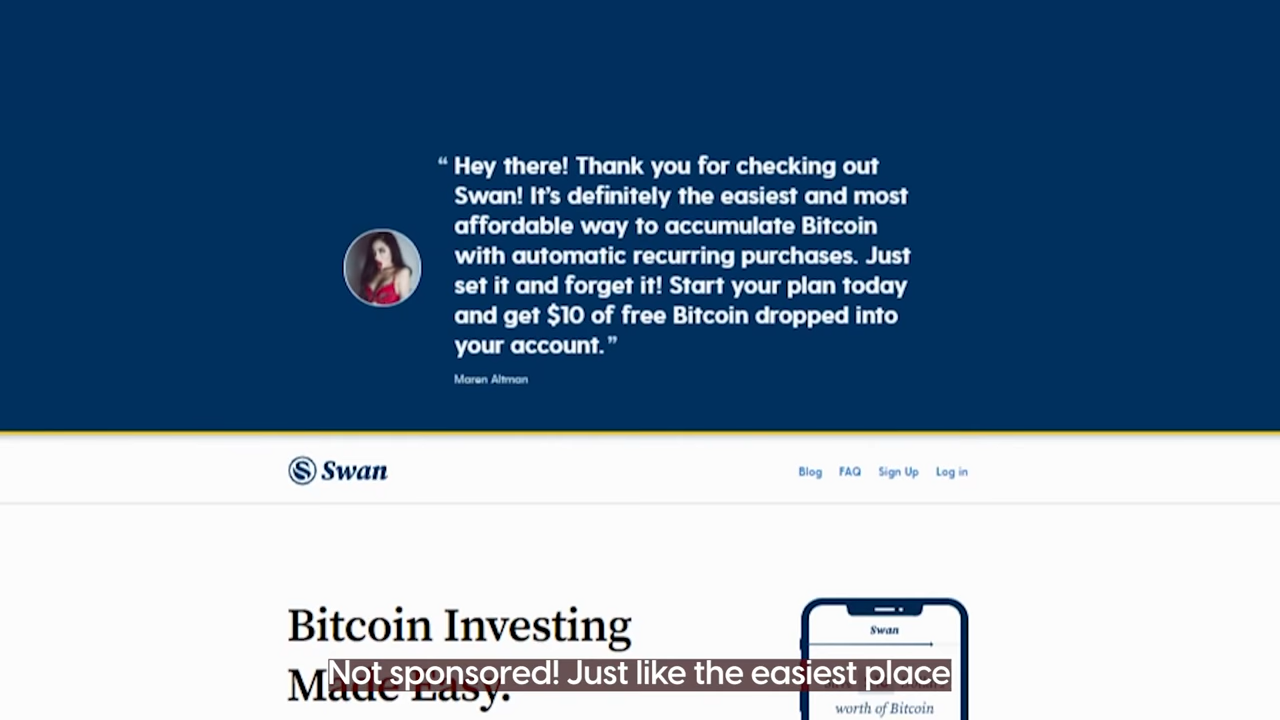 “ Hey there! Thank you for checking out
Swan! It’s definitely the easiest and most
affordable way to accumulate Bitcoin
with automatic recurring purchases. Just
set it and forget it! Start your plan today
and get $10 of free Bitcoin dropped into
your account.”
Maren Altman
Swan
Blog FAQ Sign Up Log in
Bitcoin Investing
Made Easy.
Swan
worth of Bitcoin
Not sponsored! Just like the easiest place